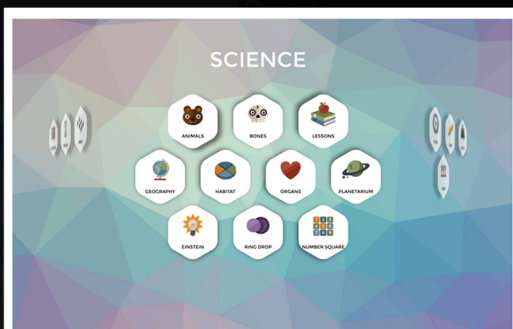 SCIENCE
ANIMALS
BONES
LESSONS
GEOGRAPHY
HABITAT
ORGANS
PLANETARIUM
EINSTEIN
RING DROP
NUMBER SQUARE